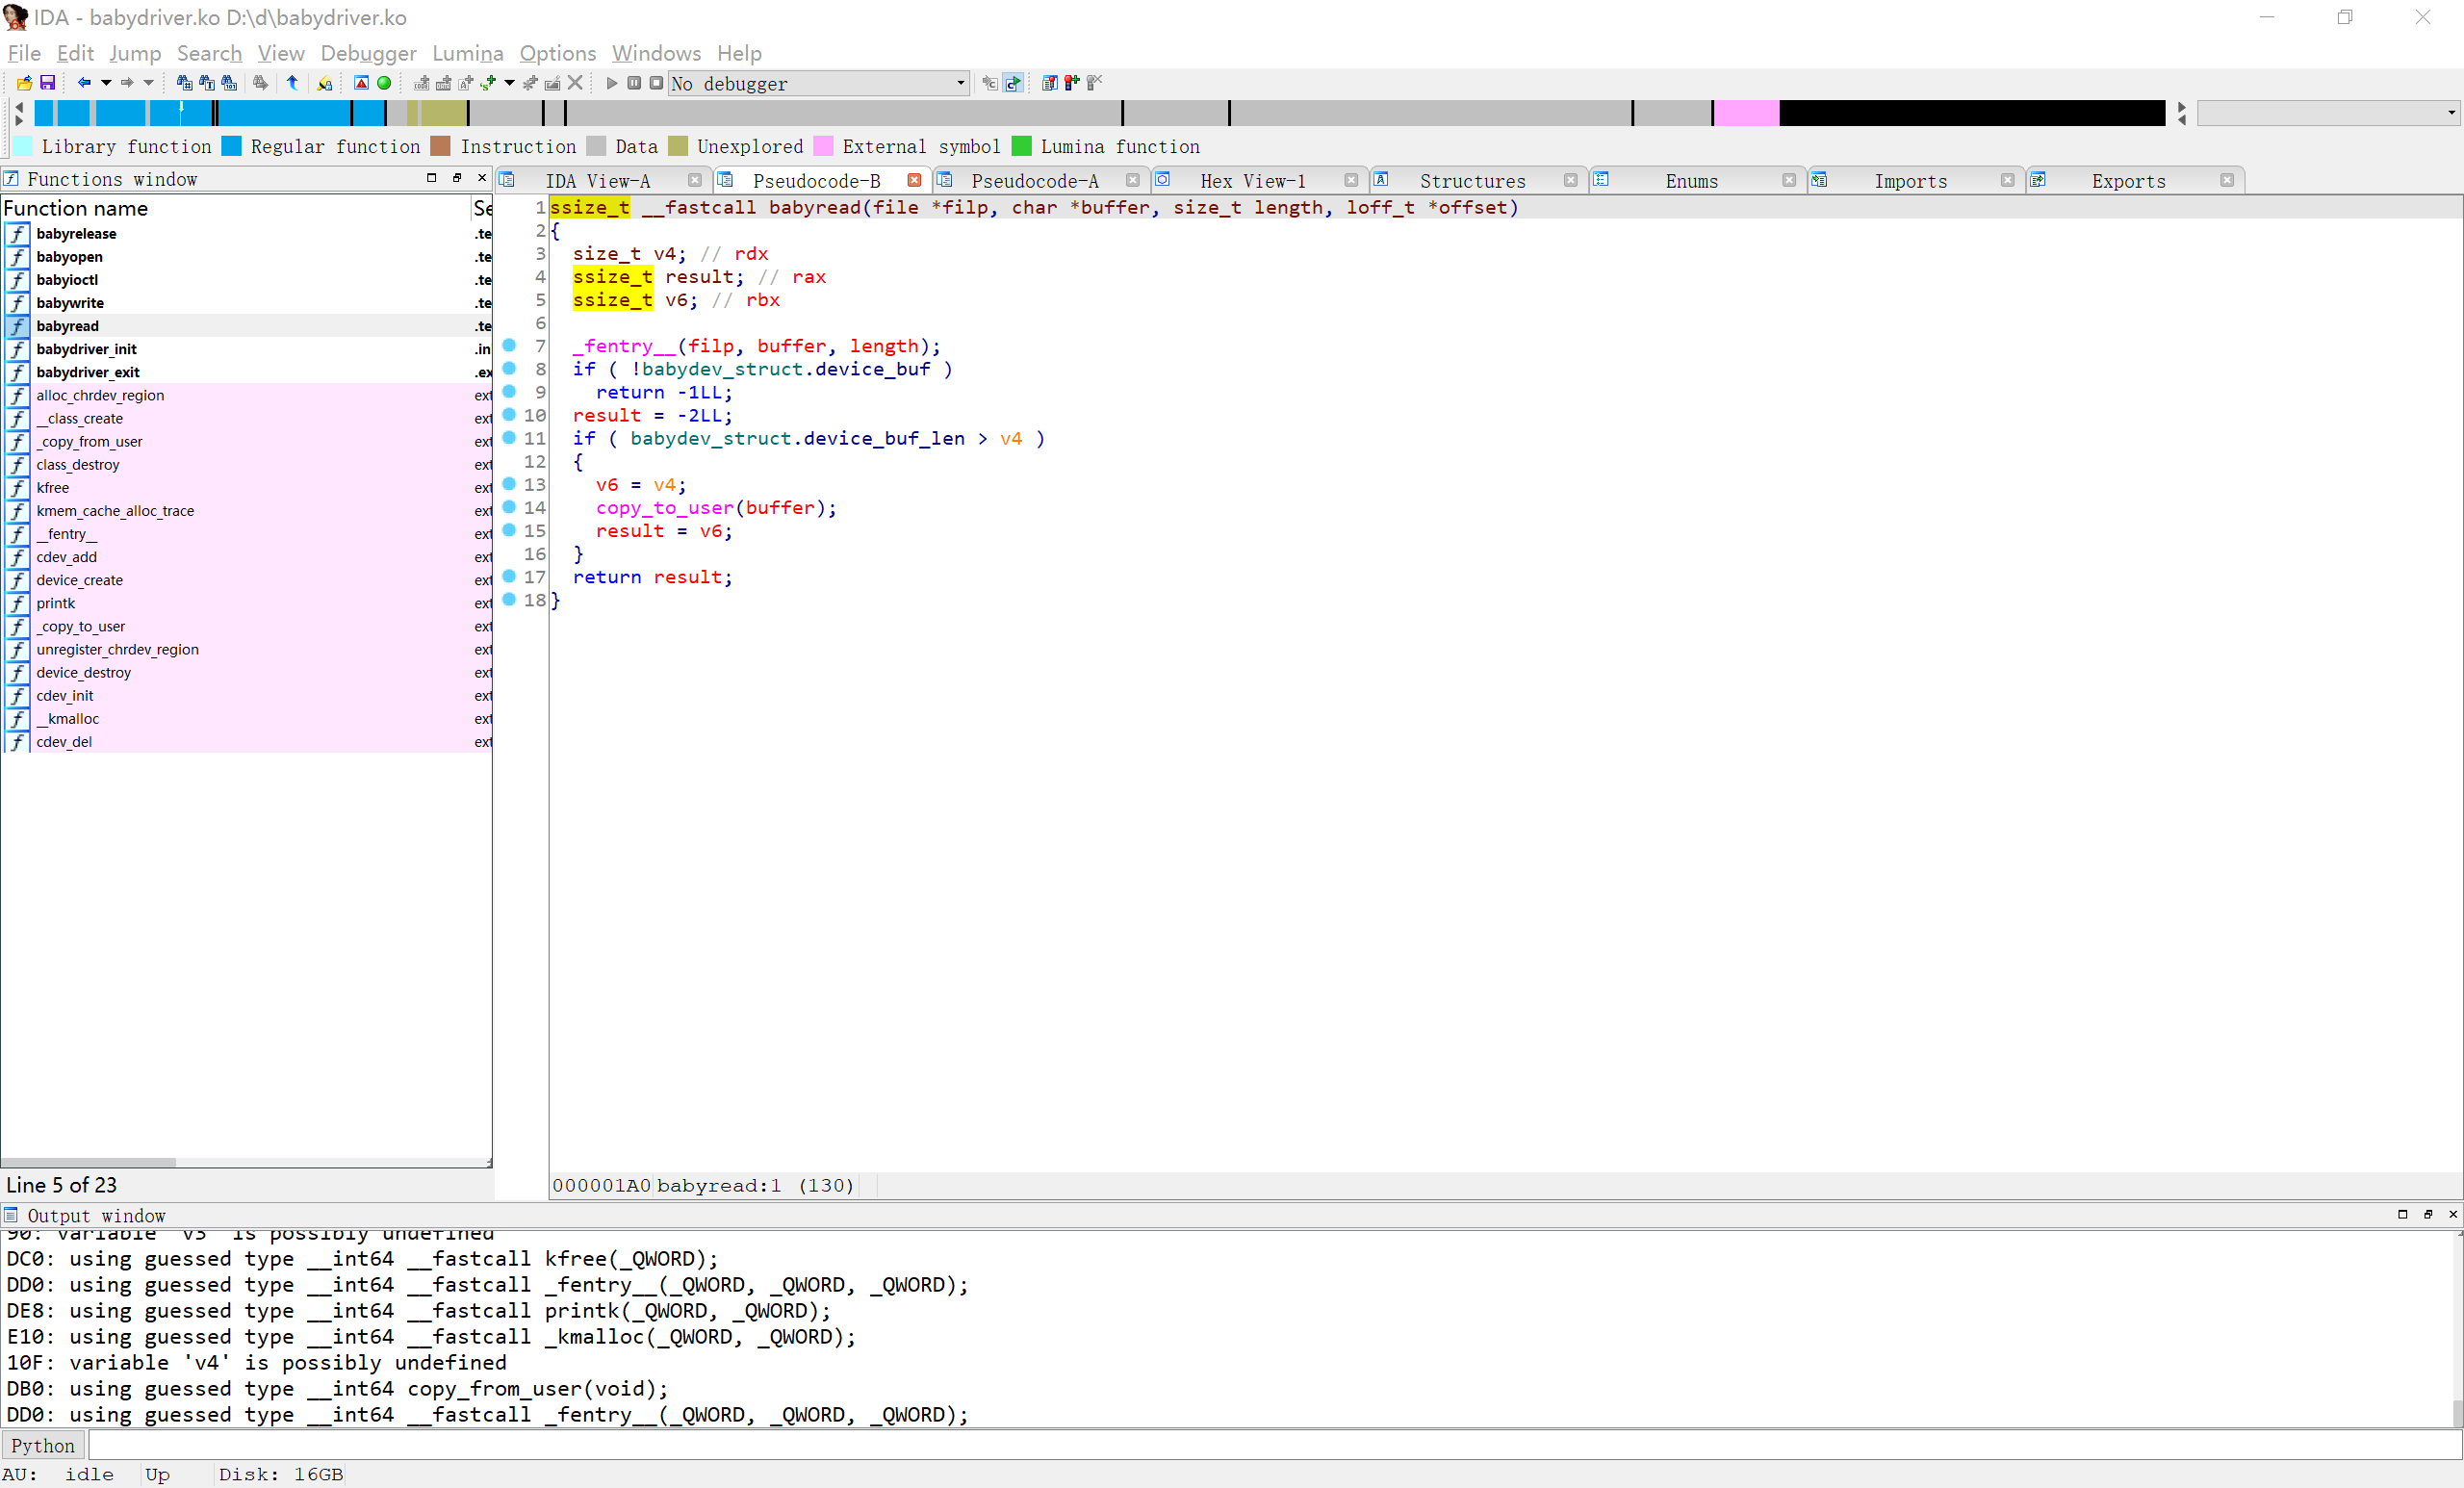 IDA - babydriver.ko D:\d\babydriver.ko
File Edit Jump Search View Debugger Lumina Options Windows Help
No debugger
Library function Regular function Instruction Data Unexplored External symbol Lumina function
Functions window
IDA View-A Pseudocode-B Pseudocode-A Hex View-1 Structures Enums Imports Exports
Function name Se
babyrelease .te
babyopen .te
babyioctl .te
babywrite .te
babyread .te
babydriver_init .in
babydriver_exit .ex
alloc_chrdev_region ext
__class_create ext
_copy_from_user ext
class_destroy ext
kfree ext
kmem_cache_alloc_trace ext
__fentry__ ext
cdev_add ext
device_create ext
printk ext
_copy_to_user ext
unregister_chrdev_region ext
device_destroy ext
cdev_init ext
__kmalloc ext
cdev_del ext
Line 5 of 23
1 ssize_t __fastcall babyread(file *filp, char *buffer, size_t length, loff_t *offset)
2 {
3 size_t v4; // rdx
4 ssize_t result; // rax
5 ssize_t v6; // rbx
6
7 _fentry__(filp, buffer, length);
8 if ( !babydev_struct.device_buf )
9 return -1LL;
10 result = -2LL;
11 if ( babydev_struct.device_buf_len > v4 )
12 {
13 v6 = v4;
14 copy_to_user(buffer);
15 result = v6;
16 }
17 return result;
18 }
000001A0 babyread:1 (130)
Output window
90: variable 'v3' is possibly undefined
DC0: using guessed type __int64 __fastcall kfree(_QWORD);
DD0: using guessed type __int64 __fastcall _fentry__(_QWORD, _QWORD, _QWORD);
DE8: using guessed type __int64 __fastcall printk(_QWORD, _QWORD);
E10: using guessed type __int64 __fastcall _kmalloc(_QWORD, _QWORD);
10F: variable 'v4' is possibly undefined
DB0: using guessed type __int64 copy_from_user(void);
DD0: using guessed type __int64 __fastcall _fentry__(_QWORD, _QWORD, _QWORD);
Python
AU: idle Up Disk: 16GB